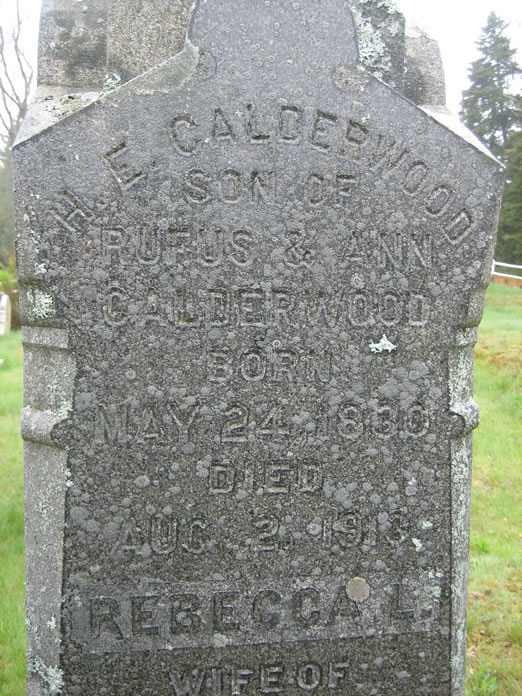 H. E. CALDERWOOD
SON OF
RUFUS & ANN
CALDERWOOD
BORN
MAY 24, 1830
DIED
AUG. 2, 1913
REBECCA L.
WIFE OF